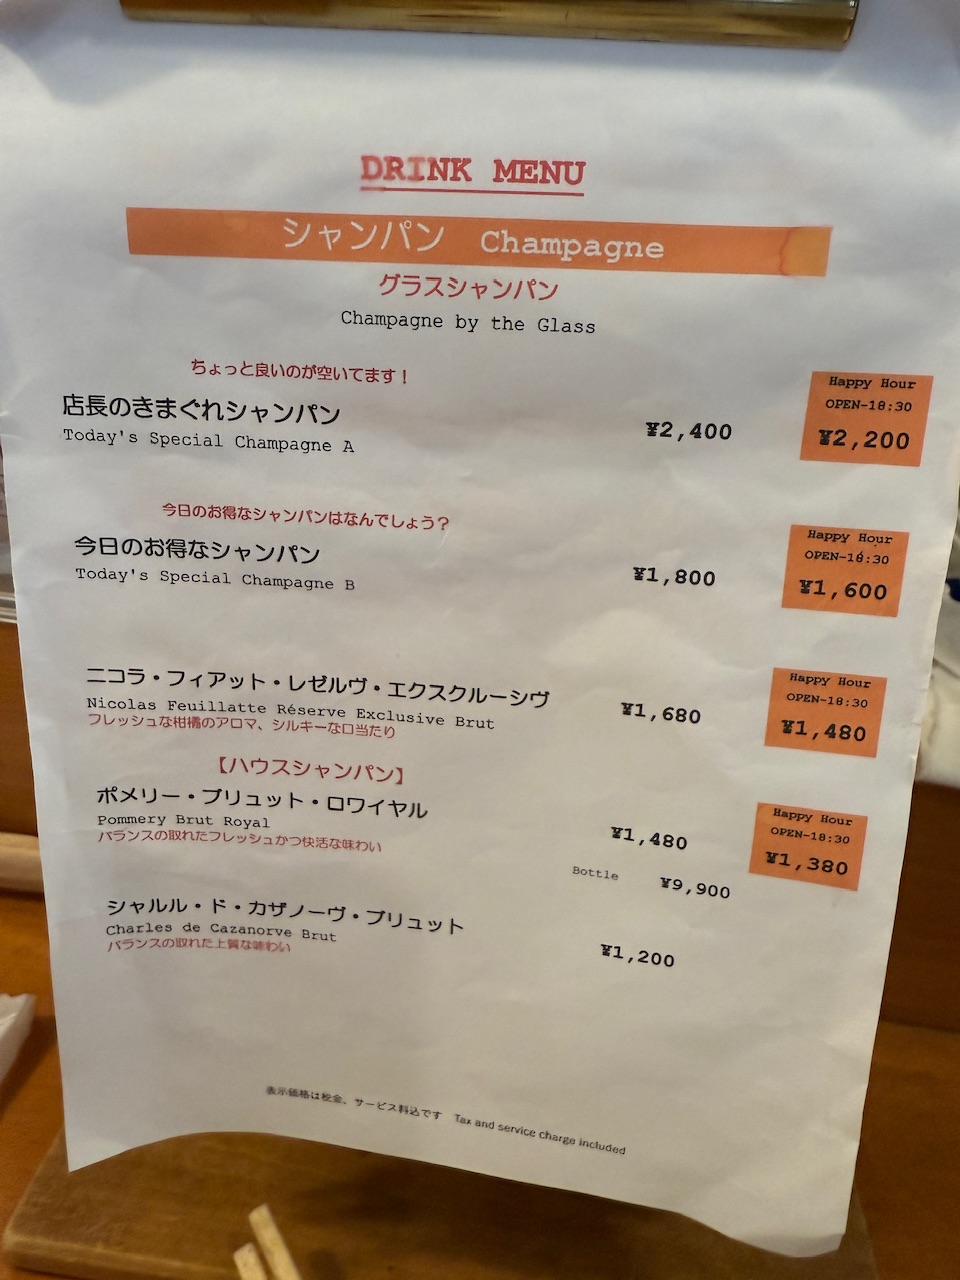 DRINK MENU
シャンパン Champagne
グラスシャンパン
Champagne by the Glass
ちょっと良いのが空いてます！
店長のきまぐれシャンパン
Today's Special Champagne A
¥2,400
Happy Hour
OPEN-18:30
¥2,200
今日のお得なシャンパンはなんでしょう？
今日のお得なシャンパン
Today's Special Champagne B
¥1,800
Happy Hour
OPEN-18:30
¥1,600
ニコラ・フィアット・レゼルヴ・エクスクルーシヴ
Nicolas Feuillatte Réserve Exclusive Brut
フレッシュな柑橘のアロマ、シルキーな口当たり
¥1,680
Happy Hour
OPEN-18:30
¥1,480
【ハウスシャンパン】
ポメリー・ブリュット・ロワイヤル
Pommery Brut Royal
バランスの取れたフレッシュかつ快活な味わい
¥1,480
Happy Hour
OPEN-18:30
¥1,380
Bottle ¥9,900
シャルル・ド・カザノーヴ・ブリュット
Charles de Cazanorve Brut
バランスの取れた上質な味わい
¥1,200
表示価格は税金、サービス料込です Tax and service charge included